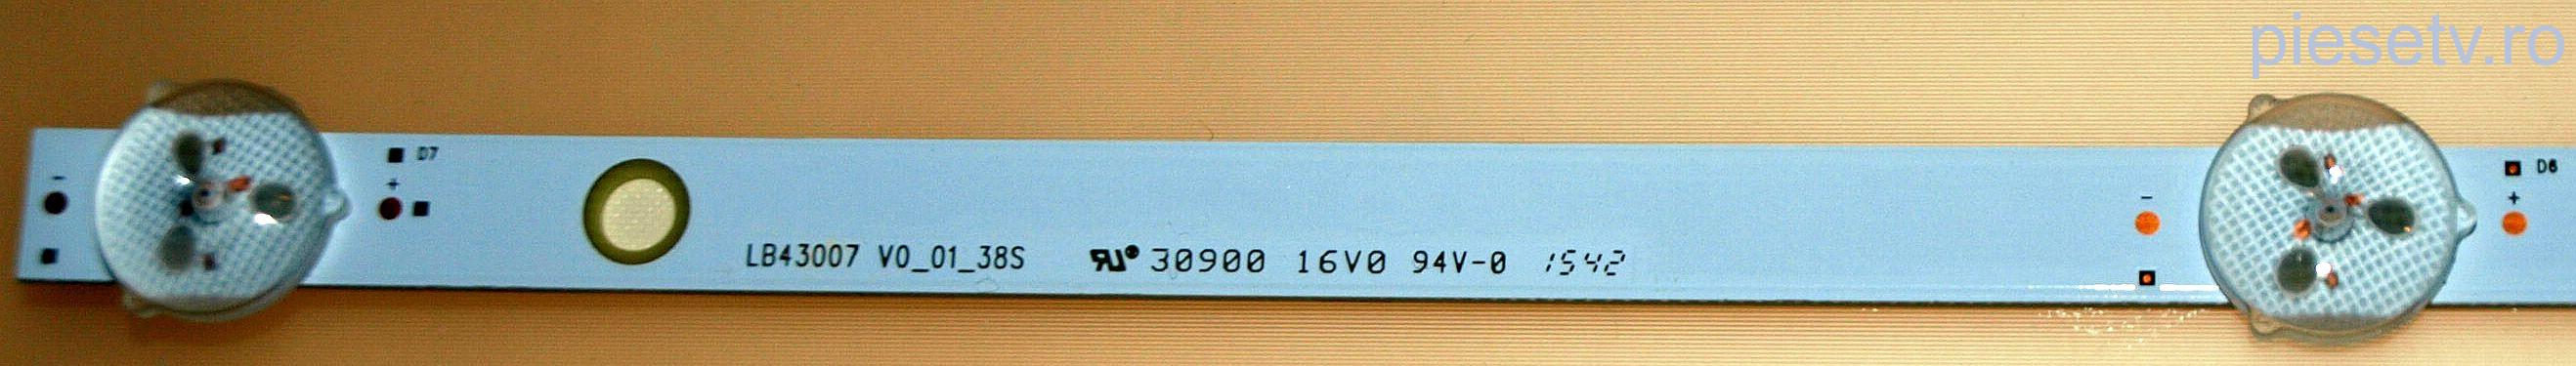 piesetv.ro
- D7
+
LB43007 V0_01_38S 30900 16V0 94V-0 1542
- D6
+